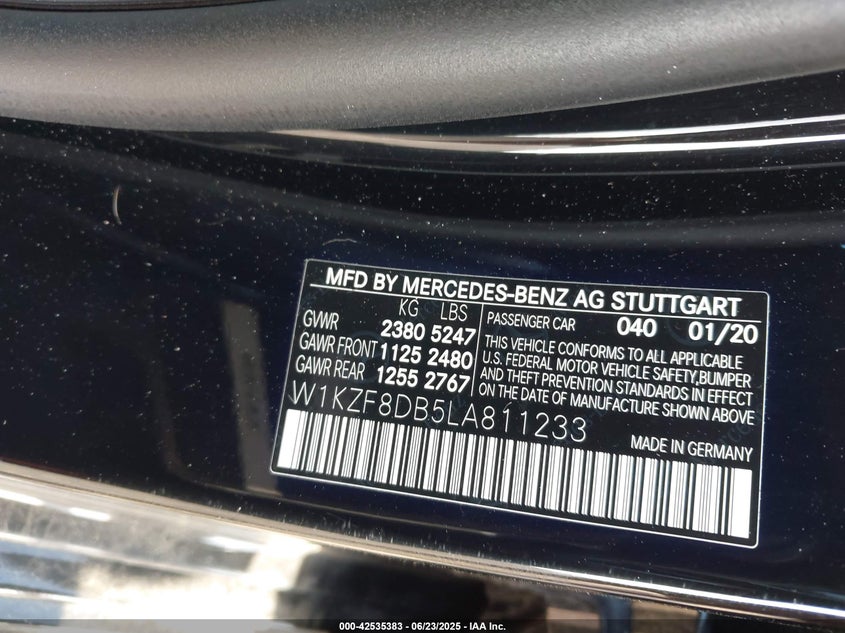 MFD BY MERCEDES-BENZ AG STUTTGART
KG LBS
GVWR 2380 5247
GAWR FRONT 1125 2480
GAWR REAR 1255 2767
PASSENGER CAR 040 01/20
THIS VEHICLE CONFORMS TO ALL APPLICABLE
U.S. FEDERAL MOTOR VEHICLE SAFETY,BUMPER
AND THEFT PREVENTION STANDARDS IN EFFECT
ON THE DATE OF MANUFACTURE SHOWN ABOVE
W1KZF8DB5LA811233
MADE IN GERMANY
000-42535383 - 06/23/2025 - IAA Inc.